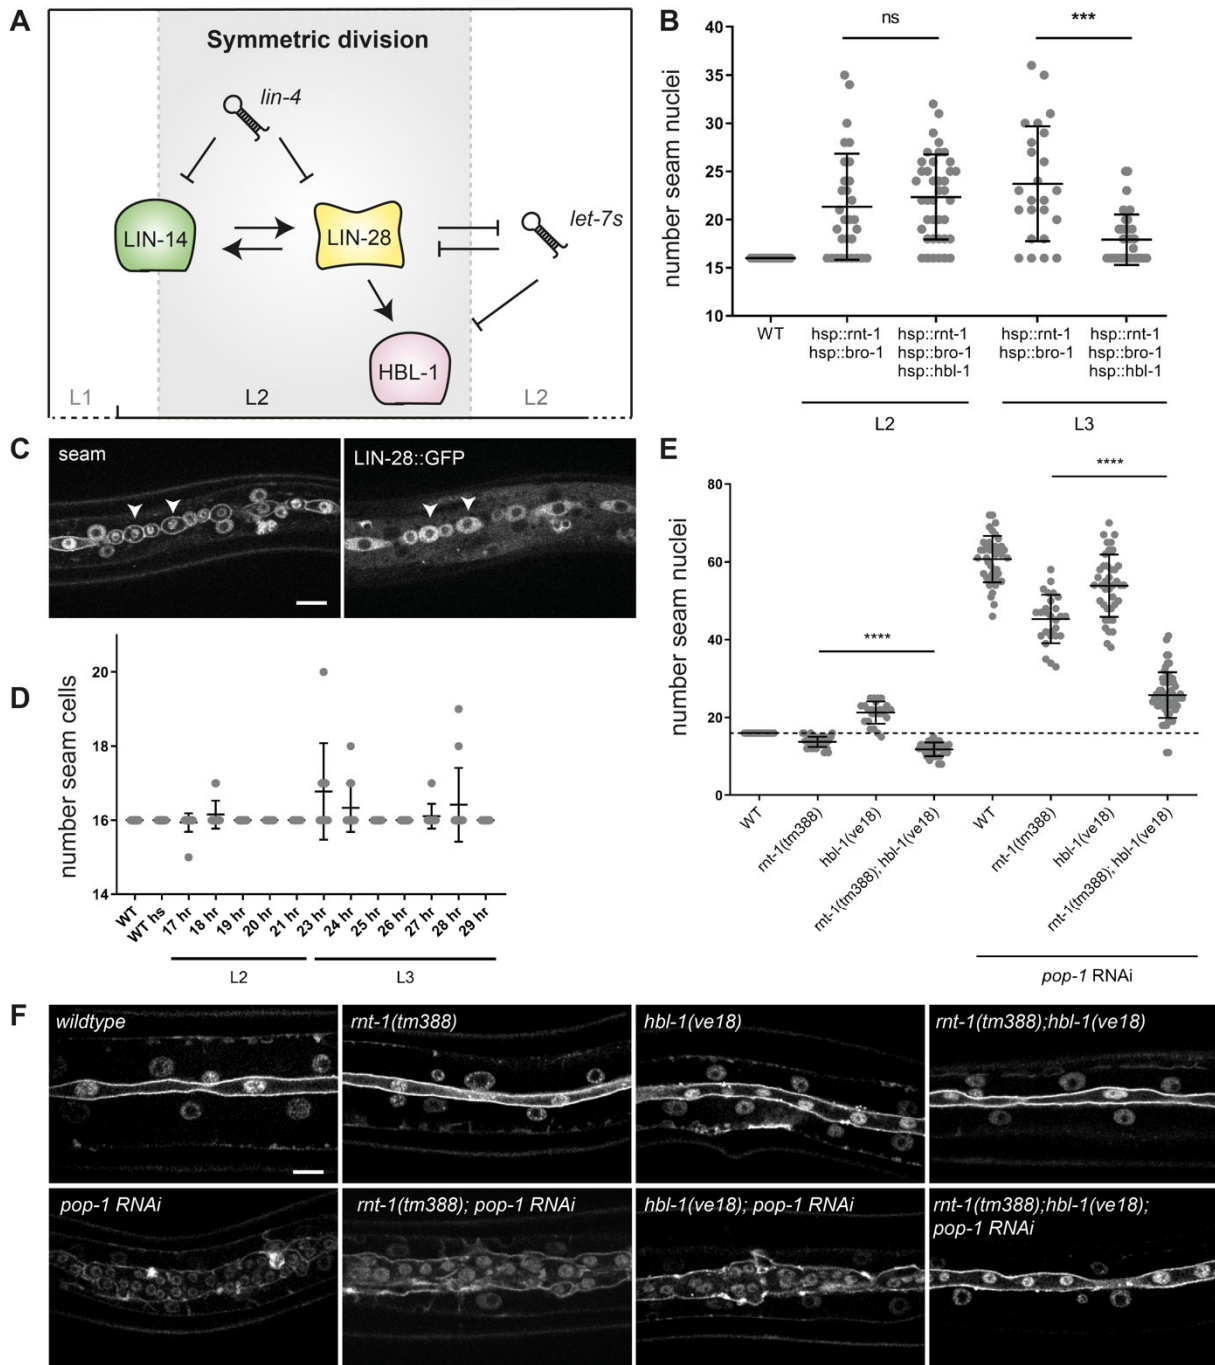 A
Symmetric division
lin-4
LIN-14
LIN-28
let-7s
HBL-1
L1
L2
L2
B
ns
***
number seam nuclei
40
35
30
25
20
15
10
WT
hsp::rnt-1
hsp::bro-1
hsp::rnt-1
hsp::bro-1
hsp::hbl-1
hsp::rnt-1
hsp::bro-1
hsp::rnt-1
hsp::bro-1
hsp::hbl-1
L2
L3
C
seam
LIN-28::GFP
D
number seam cells
20
18
16
14
WT
WT hs
17 hr
18 hr
19 hr
20 hr
21 hr
23 hr
24 hr
25 hr
26 hr
27 hr
28 hr
29 hr
L2
L3
E
****
****
number seam nuclei
80
60
40
20
0
WT
rnt-1(tm388)
hbl-1(ve18)
rnt-1(tm388); hbl-1(ve18)
WT
rnt-1(tm388)
hbl-1(ve18)
rnt-1(tm388); hbl-1(ve18)
pop-1 RNAi
F
wildtype
rnt-1(tm388)
hbl-1(ve18)
rnt-1(tm388);hbl-1(ve18)
pop-1 RNAi
rnt-1(tm388); pop-1 RNAi
hbl-1(ve18); pop-1 RNAi
rnt-1(tm388);hbl-1(ve18);
pop-1 RNAi